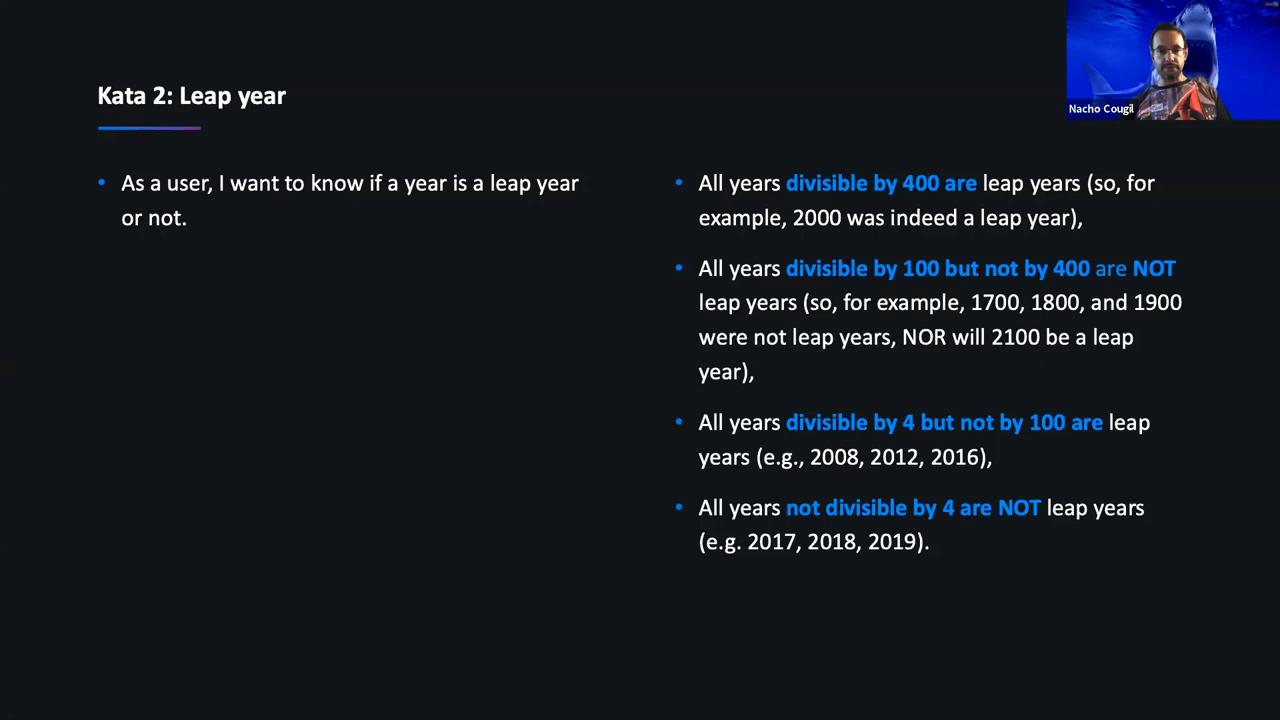 Kata 2: Leap year
Nacho Cougil
• As a user, I want to know if a year is a leap year
or not.
• All years divisible by 400 are leap years (so, for
example, 2000 was indeed a leap year),
• All years divisible by 100 but not by 400 are NOT
leap years (so, for example, 1700, 1800, and 1900
were not leap years, NOR will 2100 be a leap
year),
• All years divisible by 4 but not by 100 are leap
years (e.g., 2008, 2012, 2016),
• All years not divisible by 4 are NOT leap years
(e.g. 2017, 2018, 2019).